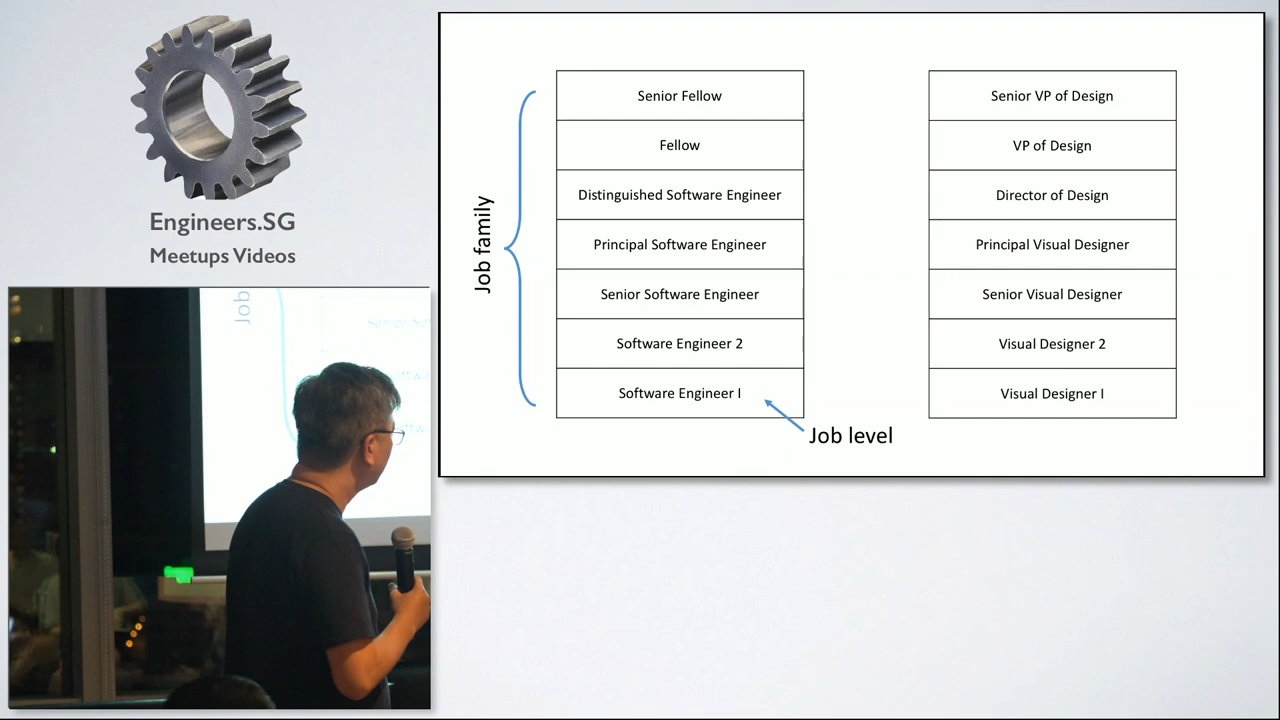 Engineers.SG
Meetups Videos
Job
Job family
Senior Fellow
Fellow
Distinguished Software Engineer
Principal Software Engineer
Senior Software Engineer
Software Engineer 2
Software Engineer I
Job level
Senior VP of Design
VP of Design
Director of Design
Principal Visual Designer
Senior Visual Designer
Visual Designer 2
Visual Designer I